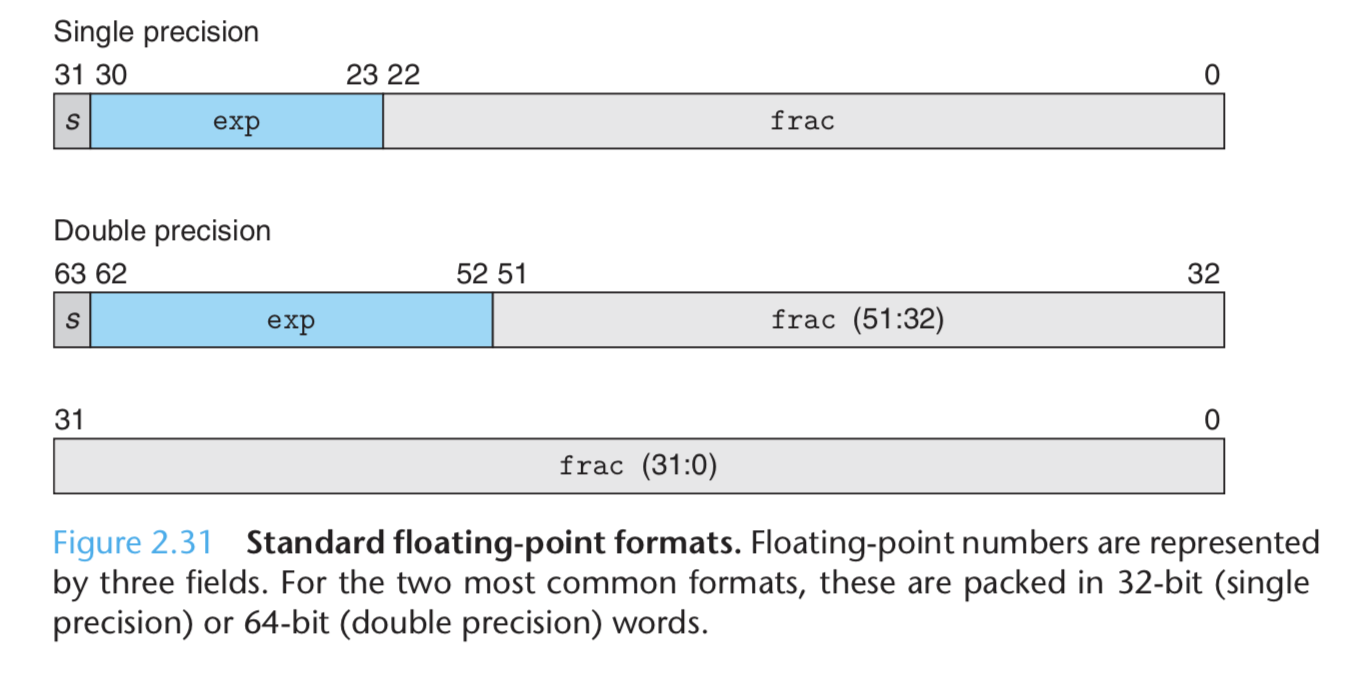 Single precision
31 30 23 22 0
s exp frac
Double precision
63 62 52 51 32
s exp frac (51:32)
31 0
frac (31:0)
Figure 2.31 Standard floating-point formats. Floating-point numbers are represented
by three fields. For the two most common formats, these are packed in 32-bit (single
precision) or 64-bit (double precision) words.